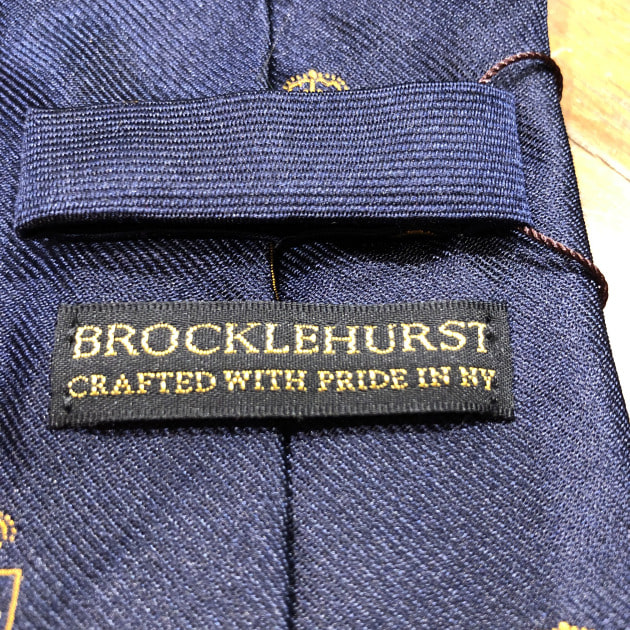 BROCKLEHURST
CRAFTED WITH PRIDE IN NY